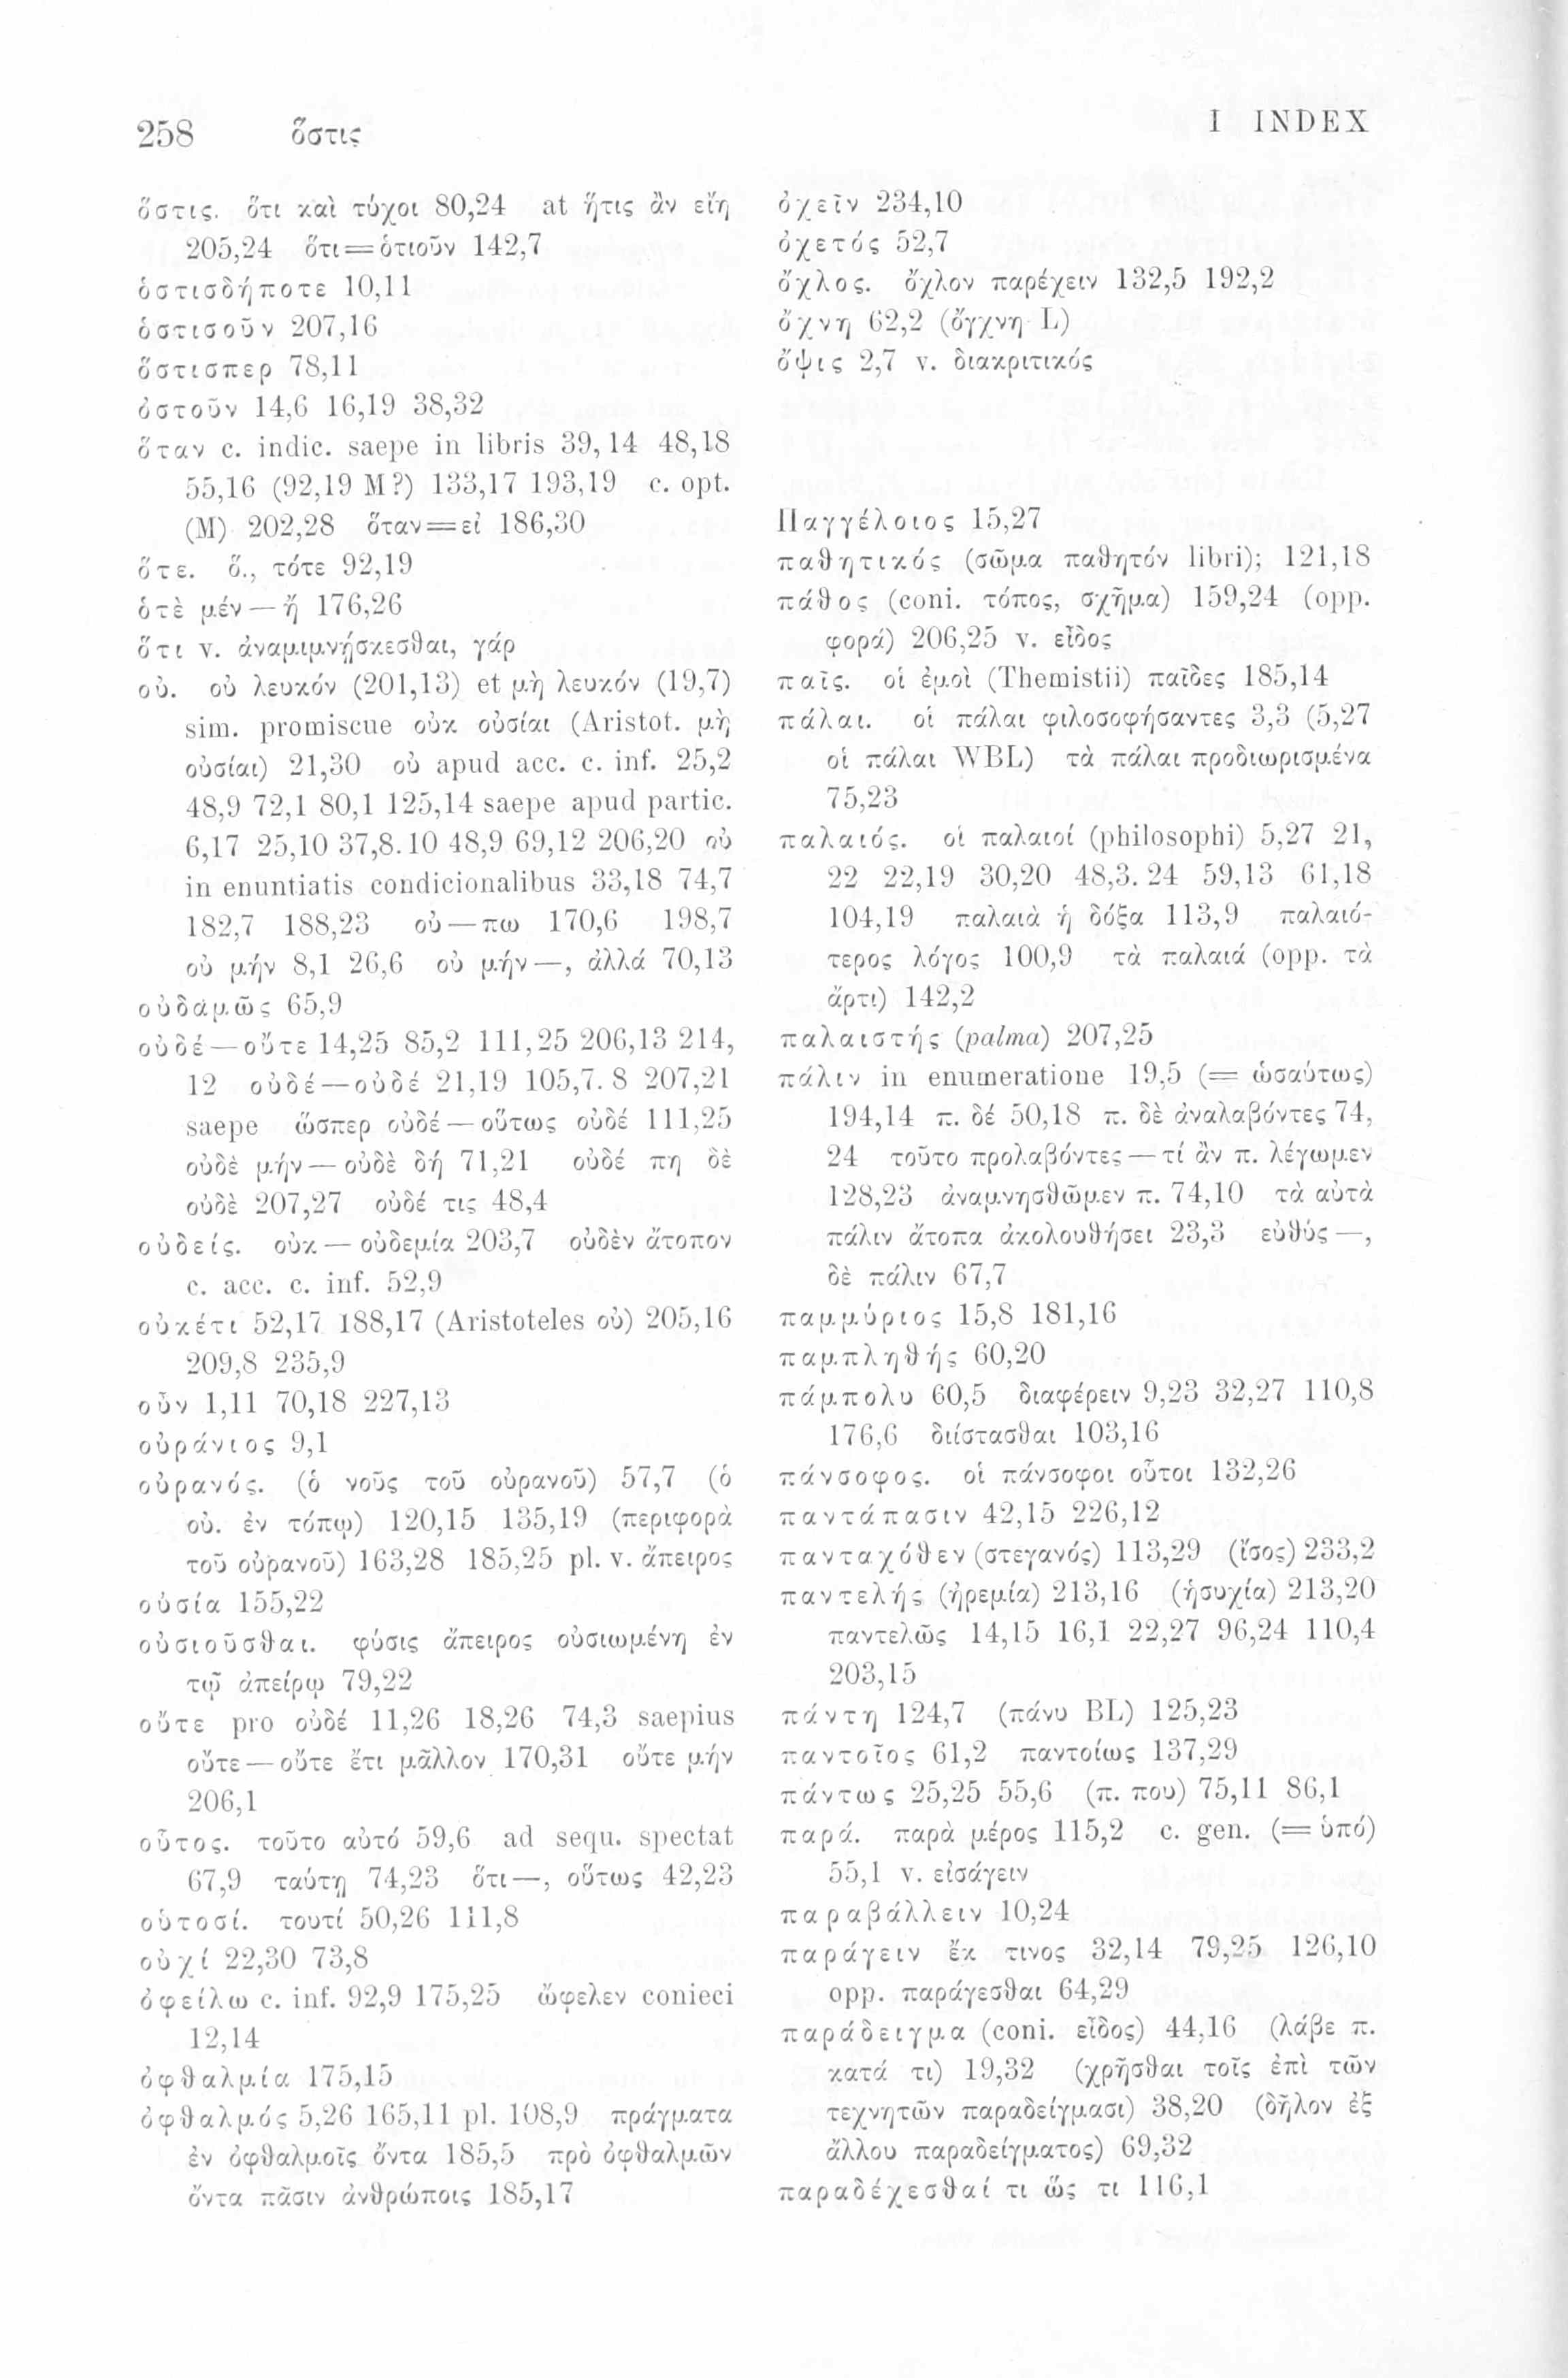 258 ὅστις
I INDEX
ὅστις. ὅτι καὶ τύχοι 80,24 at ἥτις ἂν εἴη
205,24 ὅτι=ὁτιοῦν 142,7
ὁστισδήποτε 10,11
ὁστισοῦν 207,16
ὅστισπερ 78,11
ὀστοῦν 14,6 16,19 38,32
ὅταν c. indic. saepe in libris 39,14 48,18
55,16 (92,19 M?) 133,17 193,19 c. opt.
(M) 202,28 ὅταν=εἰ 186,30
ὅτε. ὅ., τότε 92,19
ὁτὲ μέν — ἤ 176,26
ὅτι v. ἀναμιμνῄσκεσθαι, γάρ
οὐ. οὐ λευκόν (201,13) et μὴ λευκόν (19,7)
sim. promiscue οὐκ οὐσίαι (Aristot. μὴ
οὐσίαι) 21,30 οὐ apud acc. c. inf. 25,2
48,9 72,1 80,1 125,14 saepe apud partic.
6,17 25,10 37,8.10 48,9 69,12 206,20 οὐ
in enuntiatis condicionalibus 33,18 74,7
182,7 188,23 οὐ — πω 170,6 198,7
οὐ μήν 8,1 26,6 οὐ μήν —, ἀλλά 70,13
οὐδαμῶς 65,9
οὐδέ — οὔτε 14,25 85,2 111,25 206,13 214,
12 οὐδέ — οὐδέ 21,19 105,7.8 207,21
saepe ὥσπερ οὐδέ — οὕτως οὐδέ 111,25
οὐδὲ μήν — οὐδὲ δή 71,21 οὐδέ πη δὲ
οὐδὲ 207,27 οὐδέ τις 48,4
οὐδείς. οὐκ — οὐδεμία 203,7 οὐδὲν ἄτοπον
c. acc. c. inf. 52,9
οὐκέτι 52,17 188,17 (Aristoteles οὐ) 205,16
209,8 235,9
οὖν 1,11 70,18 227,13
οὐράνιος 9,1
οὐρανός. (ὁ νοῦς τοῦ οὐρανοῦ) 57,7 (ὁ
οὐ. ἐν τόπῳ) 120,15 135,19 (περιφορὰ
τοῦ οὐρανοῦ) 163,28 185,25 pl. v. ἄπειρος
οὐσία 155,22
οὐσιοῦσθαι. φύσις ἄπειρος οὐσιωμένη ἐν
τῷ ἀπείρῳ 79,22
οὔτε pro οὐδέ 11,26 18,26 74,3 saepius
οὔτε — οὔτε ἔτι μᾶλλον 170,31 οὔτε μήν
206,1
οὗτος. τοῦτο αὐτό 59,6 ad sequ. spectat
67,9 ταύτῃ 74,23 ὅτι —, οὕτως 42,23
οὑτοσί. τουτί 50,26 111,8
οὐχί 22,30 73,8
ὀφείλω c. inf. 92,9 175,25 ὤφελεν conieci
12,14
ὀφθαλμία 175,15
ὀφθαλμός 5,26 165,11 pl. 108,9 πράγματα
ἐν ὀφθαλμοῖς ὄντα 185,5 πρὸ ὀφθαλμῶν
ὄντα πᾶσιν ἀνθρώποις 185,17
ὀχεῖν 234,10
ὀχετός 52,7
ὄχλος. ὄχλον παρέχειν 132,5 192,2
ὄχνη 62,2 (ὄγχνη L)
ὄψις 2,7 v. διακριτικός
Παγγέλοιος 15,27
παθητικός (σῶμα παθητόν libri); 121,18
πάθος (coni. τόπος, σχῆμα) 159,24 (opp.
φορά) 206,25 v. εἶδος
παῖς. οἱ ἐμοὶ (Themistii) παῖδες 185,14
πάλαι. οἱ πάλαι φιλοσοφήσαντες 3,3 (5,27
οἱ πάλαι WBL) τὰ πάλαι προδιωρισμένα
75,23
παλαιός. οἱ παλαιοί (philosophi) 5,27 21,
22 22,19 30,20 48,3.24 59,13 61,18
104,19 παλαιὰ ἡ δόξα 113,9 παλαιό-
τερος λόγος 100,9 τὰ παλαιά (opp. τὰ
ἄρτι) 142,2
παλαιστής (palma) 207,25
πάλιν in enumeratione 19,5 (= ὡσαύτως)
194,14 π. δέ 50,18 π. δὲ ἀναλαβόντες 74,
24 τοῦτο προλαβόντες — τί ἂν π. λέγωμεν
128,23 ἀναμνησθῶμεν π. 74,10 τὰ αὐτὰ
πάλιν ἄτοπα ἀκολουθήσει 23,3 εὐθύς —,
δὲ πάλιν 67,7
παμμύριος 15,8 181,16
παμπληθής 60,20
πάμπολυ 60,5 διαφέρειν 9,23 32,27 110,8
176,6 διίστασθαι 103,16
πάνσοφος. οἱ πάνσοφοι οὗτοι 132,26
παντάπασιν 42,15 226,12
πανταχόθεν (στεγανός) 113,29 (ἴσος) 233,2
παντελής (ἠρεμία) 213,16 (ἡσυχία) 213,20
παντελῶς 14,15 16,1 22,27 96,24 110,4
203,15
πάντη 124,7 (πάνυ BL) 125,23
παντοῖος 61,2 παντοίως 137,29
πάντως 25,25 55,6 (π. που) 75,11 86,1
παρά. παρὰ μέρος 115,2 c. gen. (= ὑπό)
55,1 v. εἰσάγειν
παραβάλλειν 10,24
παράγειν ἔκ τινος 32,14 79,25 126,10
opp. παράγεσθαι 64,29
παράδειγμα (coni. εἶδος) 44,16 (λάβε π.
κατά τι) 19,32 (χρῆσθαι τοῖς ἐπὶ τῶν
τεχνητῶν παραδείγμασι) 38,20 (δῆλον ἐξ
ἄλλου παραδείγματος) 69,32
παραδέχεσθαί τι ὥς τι 116,1